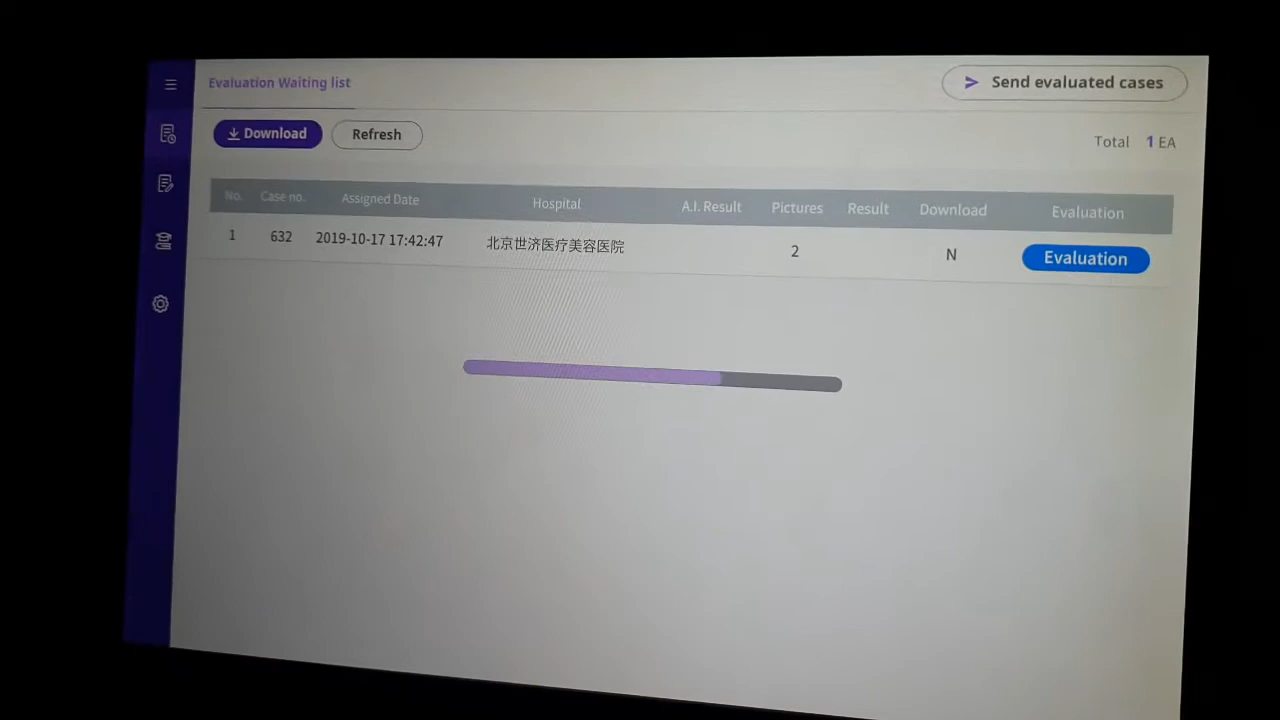 Evaluation Waiting list
Send evaluated cases
Download Refresh
Total 1 EA
No. Case no. Assigned Date Hospital A.I. Result Pictures Result Download Evaluation
1 632 2019-10-17 17:42:47 北京世济医疗美容医院 2 N Evaluation